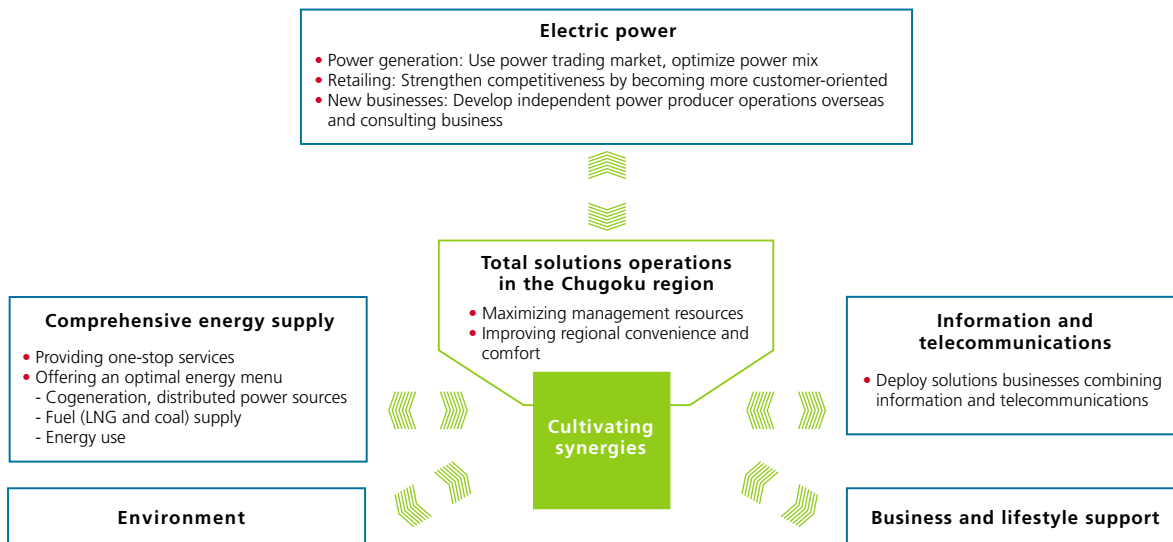 Electric power
• Power generation: Use power trading market, optimize power mix
• Retailing: Strengthen competitiveness by becoming more customer-oriented
• New businesses: Develop independent power producer operations overseas
and consulting business
Total solutions operations
in the Chugoku region
• Maximizing management resources
• Improving regional convenience and
comfort
Comprehensive energy supply
• Providing one-stop services
• Offering an optimal energy menu
- Cogeneration, distributed power sources
- Fuel (LNG and coal) supply
- Energy use
Information and
telecommunications
• Deploy solutions businesses combining
information and telecommunications
Cultivating
synergies
Environment
Business and lifestyle support